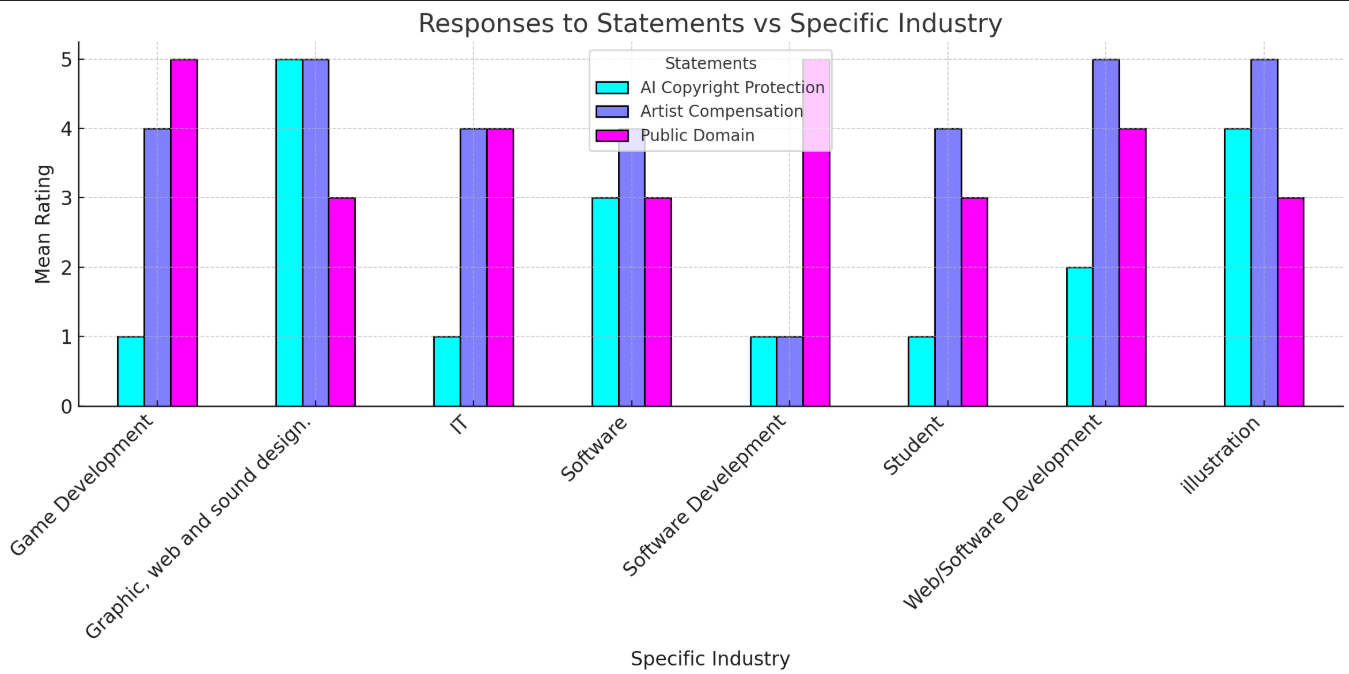 Responses to Statements vs Specific Industry
Statements
AI Copyright Protection
Artist Compensation
Public Domain
Mean Rating
5
4
3
2
1
0
Game Development
Graphic, web and sound design.
IT
Software
Software Develepment
Student
Web/Software Development
illustration
Specific Industry